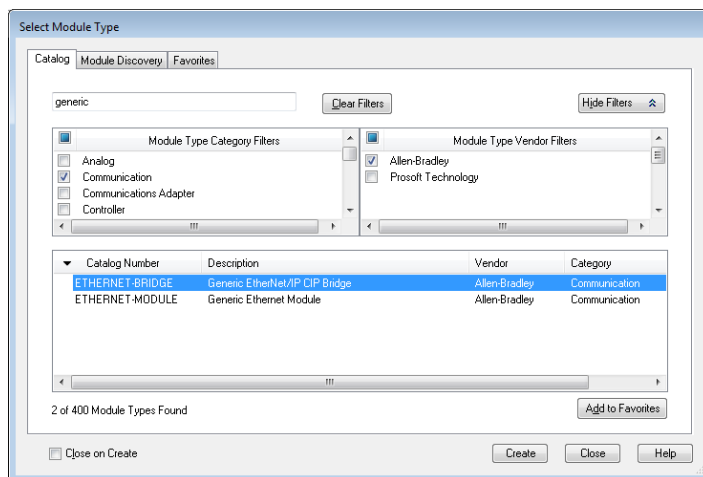 Select Module Type
Catalog Module Discovery Favorites
generic Clear Filters Hide Filters
Module Type Category Filters Module Type Vendor Filters
Analog Allen-Bradley
Communication Prosoft Technology
Communications Adapter
Controller
Catalog Number Description Vendor Category
ETHERNET-BRIDGE Generic EtherNet/IP CIP Bridge Allen-Bradley Communication
ETHERNET-MODULE Generic Ethernet Module Allen-Bradley Communication
2 of 400 Module Types Found Add to Favorites
Close on Create Create Close Help